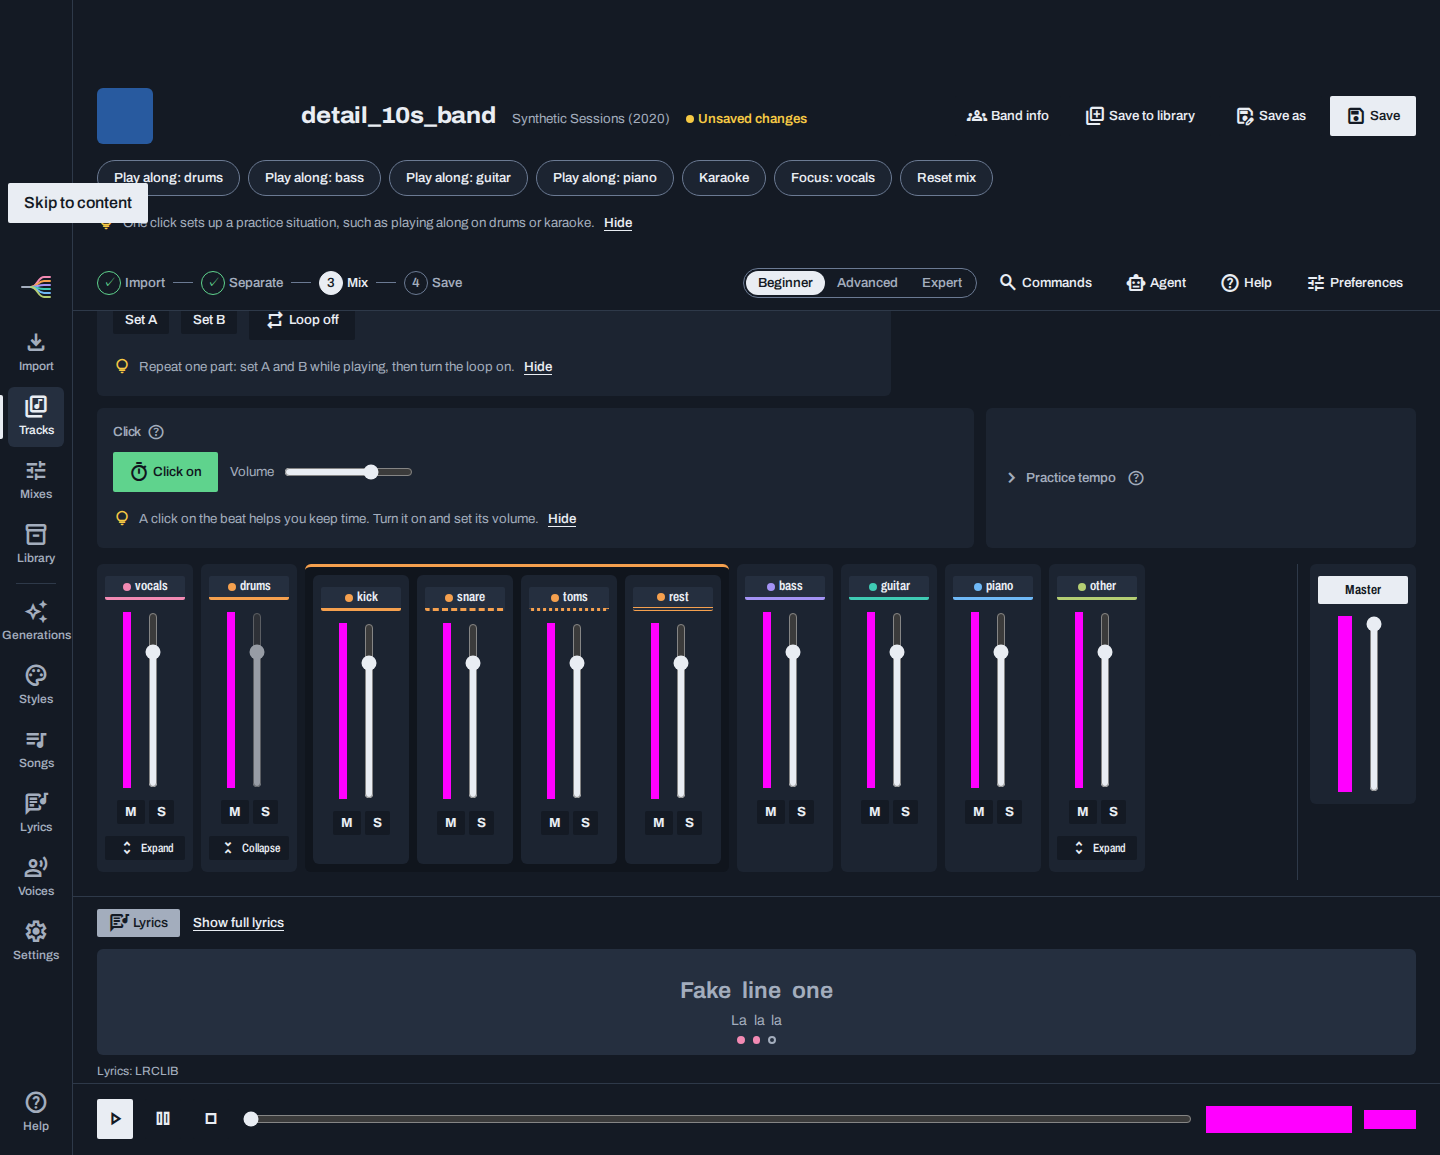 detail_10s_band Synthetic Sessions (2020) Unsaved changes Band info Save to library Save as Save
Play along: drums Play along: bass Play along: guitar Play along: piano Karaoke Focus: vocals Reset mix
Skip to content
One click sets up a practice situation, such as playing along on drums or karaoke. Hide
Import Separate 3 Mix 4 Save Beginner Advanced Expert Commands Agent Help Preferences
Import
Tracks
Mixes
Library
Generations
Styles
Songs
Lyrics
Voices
Settings
Help
Set A Set B Loop off
Repeat one part: set A and B while playing, then turn the loop on. Hide
Click
Click on Volume
A click on the beat helps you keep time. Turn it on and set its volume. Hide
Practice tempo
vocals drums kick snare toms rest bass guitar piano other Master
M S M S M S M S M S M S M S M S M S M S
Expand Collapse Expand
Lyrics Show full lyrics
Fake line one
La la la
Lyrics: LRCLIB